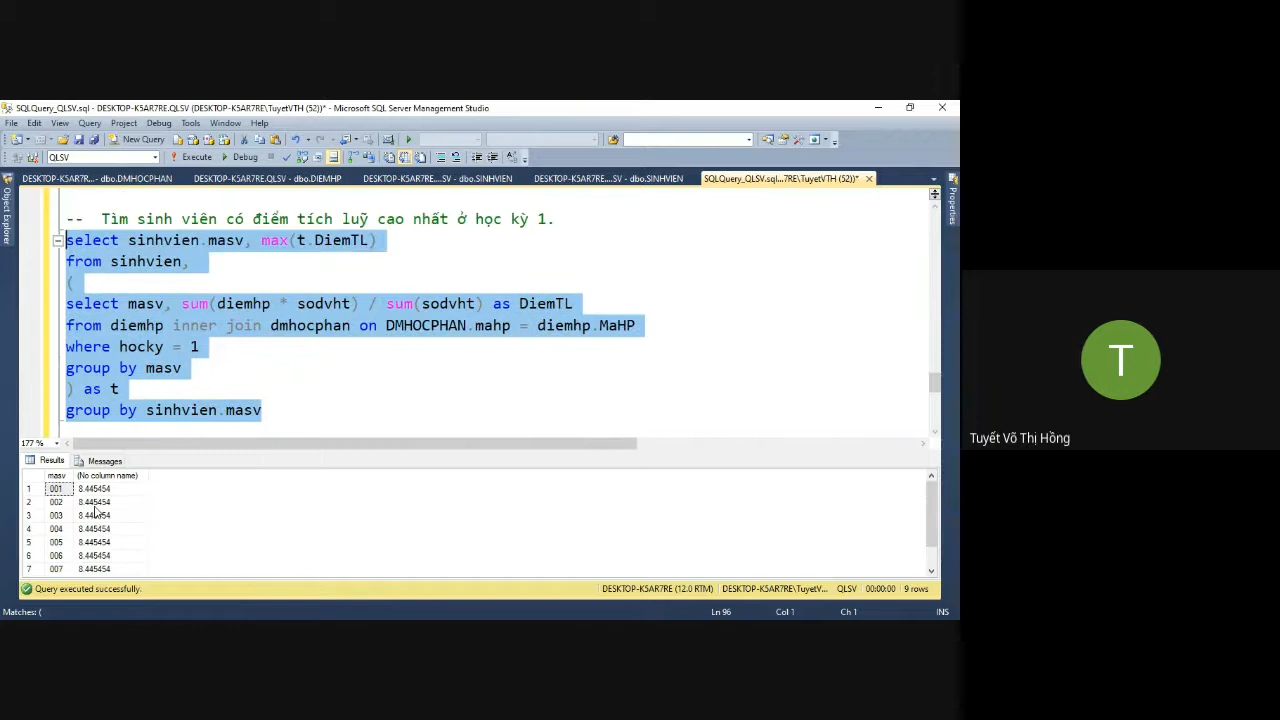 SQLQuery_QLSV.sql - DESKTOP-K5AR7RE.QLSV (DESKTOP-K5AR7RE\TuyetVTH (52))* - Microsoft SQL Server Management Studio
File Edit View Query Project Debug Tools Window Help
New Query
QLSV Execute Debug
DESKTOP-K5AR7R...- dbo.DMHOCPHAN DESKTOP-K5AR7RE.QLSV - dbo.DIEMHP DESKTOP-K5AR7RE....SV - dbo.SINHVIEN DESKTOP-K5AR7RE....SV - dbo.SINHVIEN SQLQuery_QLSV.sql...7RE\TuyetVTH (52))*
Object Explorer
Properties
-- Tìm sinh viên có điểm tích luỹ cao nhất ở học kỳ 1.
select sinhvien.masv, max(t.DiemTL)
from sinhvien,
(
select masv, sum(diemhp * sodvht) / sum(sodvht) as DiemTL
from diemhp inner join dmhocphan on DMHOCPHAN.mahp = diemhp.MaHP
where hocky = 1
group by masv
) as t
group by sinhvien.masv
177 %
Results Messages
masv (No column name)
1 001 8.445454
2 002 8.445454
3 003 8.445454
4 004 8.445454
5 005 8.445454
6 006 8.445454
7 007 8.445454
Query executed successfully. DESKTOP-K5AR7RE (12.0 RTM) DESKTOP-K5AR7RE\TuyetV... QLSV 00:00:00 9 rows
Matches: ( Ln 96 Col 1 Ch 1 INS
T
Tuyết Võ Thị Hồng